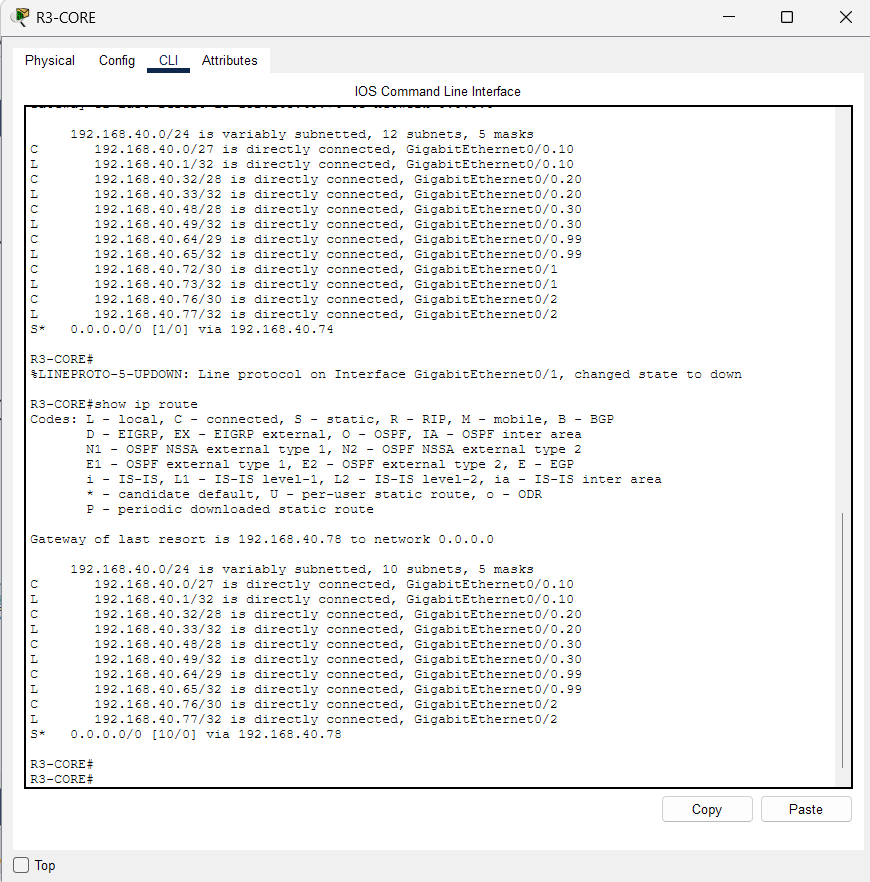 R3-CORE
Physical Config CLI Attributes
IOS Command Line Interface
     192.168.40.0/24 is variably subnetted, 12 subnets, 5 masks
C       192.168.40.0/27 is directly connected, GigabitEthernet0/0.10
L       192.168.40.1/32 is directly connected, GigabitEthernet0/0.10
C       192.168.40.32/28 is directly connected, GigabitEthernet0/0.20
L       192.168.40.33/32 is directly connected, GigabitEthernet0/0.20
C       192.168.40.48/28 is directly connected, GigabitEthernet0/0.30
L       192.168.40.49/32 is directly connected, GigabitEthernet0/0.30
C       192.168.40.64/29 is directly connected, GigabitEthernet0/0.99
L       192.168.40.65/32 is directly connected, GigabitEthernet0/0.99
C       192.168.40.72/30 is directly connected, GigabitEthernet0/1
L       192.168.40.73/32 is directly connected, GigabitEthernet0/1
C       192.168.40.76/30 is directly connected, GigabitEthernet0/2
L       192.168.40.77/32 is directly connected, GigabitEthernet0/2
S*   0.0.0.0/0 [1/0] via 192.168.40.74
R3-CORE#
%LINEPROTO-5-UPDOWN: Line protocol on Interface GigabitEthernet0/1, changed state to down
R3-CORE#show ip route
Codes: L - local, C - connected, S - static, R - RIP, M - mobile, B - BGP
       D - EIGRP, EX - EIGRP external, O - OSPF, IA - OSPF inter area
       N1 - OSPF NSSA external type 1, N2 - OSPF NSSA external type 2
       E1 - OSPF external type 1, E2 - OSPF external type 2, E - EGP
       i - IS-IS, L1 - IS-IS level-1, L2 - IS-IS level-2, ia - IS-IS inter area
       * - candidate default, U - per-user static route, o - ODR
       P - periodic downloaded static route
Gateway of last resort is 192.168.40.78 to network 0.0.0.0
     192.168.40.0/24 is variably subnetted, 10 subnets, 5 masks
C       192.168.40.0/27 is directly connected, GigabitEthernet0/0.10
L       192.168.40.1/32 is directly connected, GigabitEthernet0/0.10
C       192.168.40.32/28 is directly connected, GigabitEthernet0/0.20
L       192.168.40.33/32 is directly connected, GigabitEthernet0/0.20
C       192.168.40.48/28 is directly connected, GigabitEthernet0/0.30
L       192.168.40.49/32 is directly connected, GigabitEthernet0/0.30
C       192.168.40.64/29 is directly connected, GigabitEthernet0/0.99
L       192.168.40.65/32 is directly connected, GigabitEthernet0/0.99
C       192.168.40.76/30 is directly connected, GigabitEthernet0/2
L       192.168.40.77/32 is directly connected, GigabitEthernet0/2
S*   0.0.0.0/0 [10/0] via 192.168.40.78
R3-CORE#
R3-CORE#
Copy Paste
Top